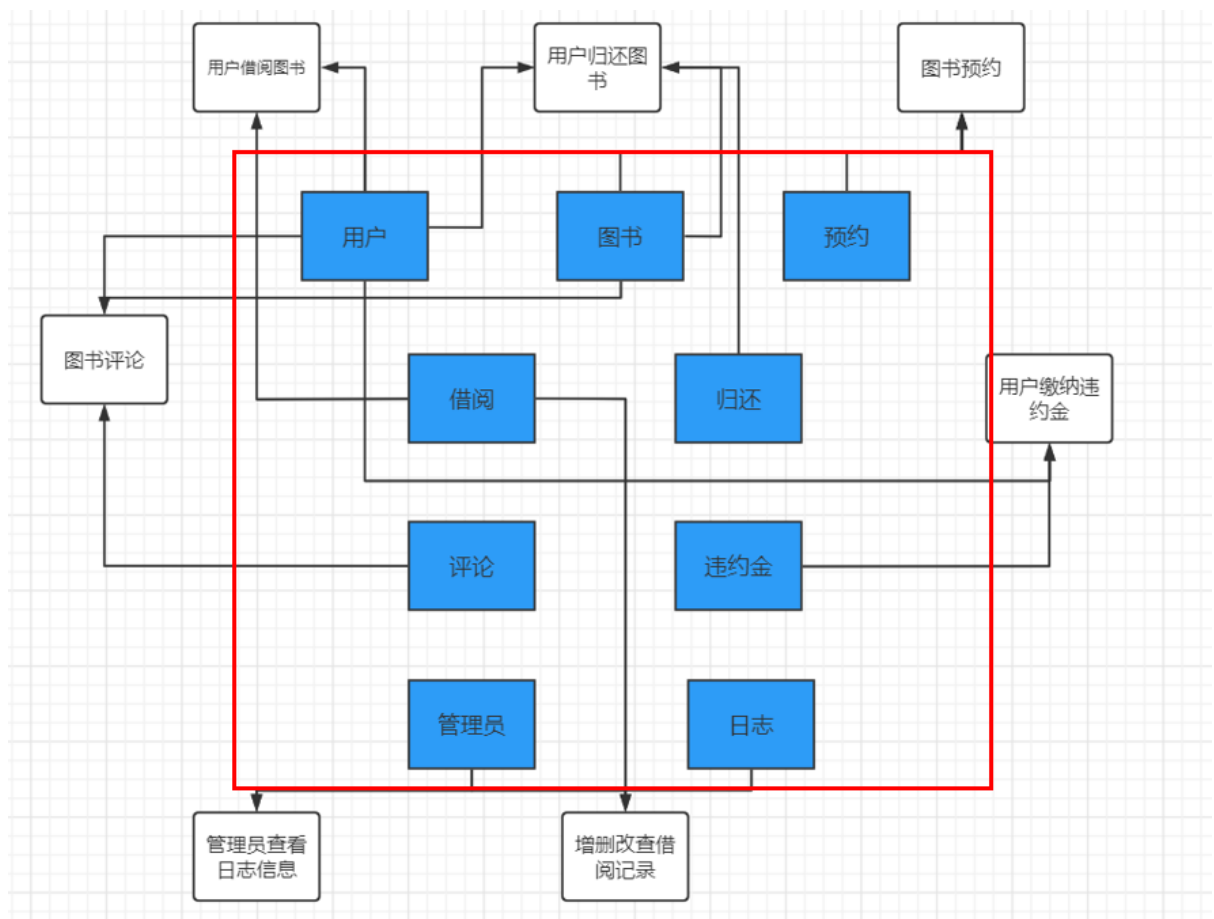 用户借阅图书
用户归还图
书
图书预约
用户
图书
预约
图书评论
借阅
归还
用户缴纳违
约金
评论
违约金
管理员
日志
管理员查看
日志信息
增删改查借
阅记录